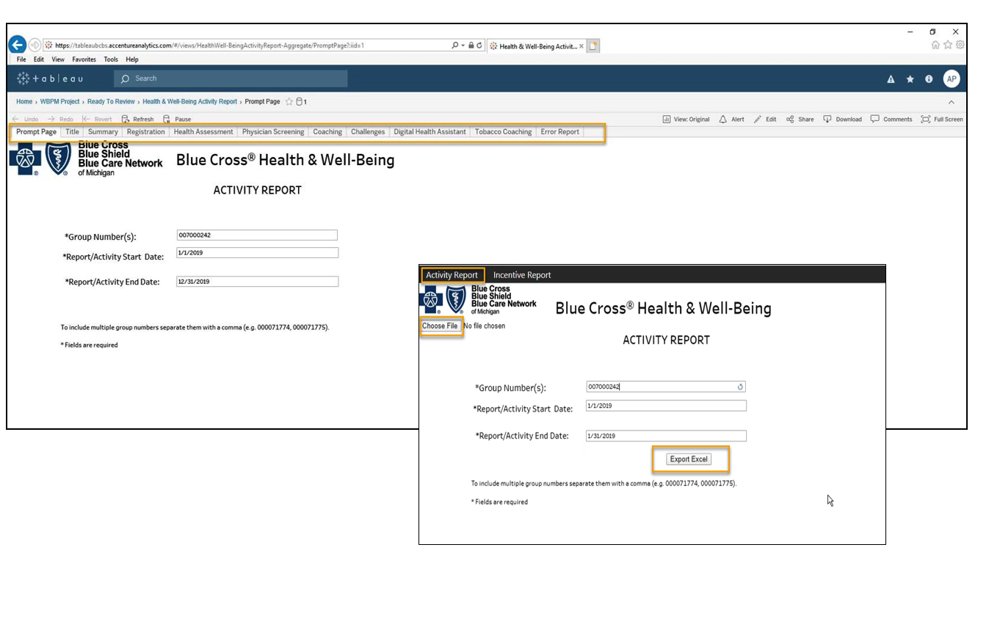 https://tableaubcbs.accentureanalytics.com/#/views/HealthWell-BeingActivityReport-Aggregate/PromptPage?:iid=1
Health & Well-Being Activit... ×
File Edit View Favorites Tools Help
+ a b | e a u
Search
AP
Home › WBPM Project › Ready To Review › Health & Well-Being Activity Report › Prompt Page 1
Undo Redo Revert Refresh Pause
View: Original Alert Edit Share Download Comments Full Screen
Prompt Page Title Summary Registration Health Assessment Physician Screening Coaching Challenges Digital Health Assistant Tobacco Coaching Error Report
Blue Cross
Blue Shield
Blue Care Network
of Michigan
Blue Cross® Health & Well-Being
ACTIVITY REPORT
*Group Number(s): 007000242
*Report/Activity Start Date: 1/1/2019
*Report/Activity End Date: 12/31/2019
To include multiple group numbers separate them with a comma (e.g. 000071774, 000071775).
* Fields are required
Activity Report Incentive Report
Blue Cross
Blue Shield
Blue Care Network
of Michigan
Blue Cross® Health & Well-Being
Choose File No file chosen
ACTIVITY REPORT
*Group Number(s): 007000242
*Report/Activity Start Date: 1/1/2019
*Report/Activity End Date: 1/31/2019
Export Excel
To include multiple group numbers separate them with a comma (e.g. 000071774, 000071775).
* Fields are required